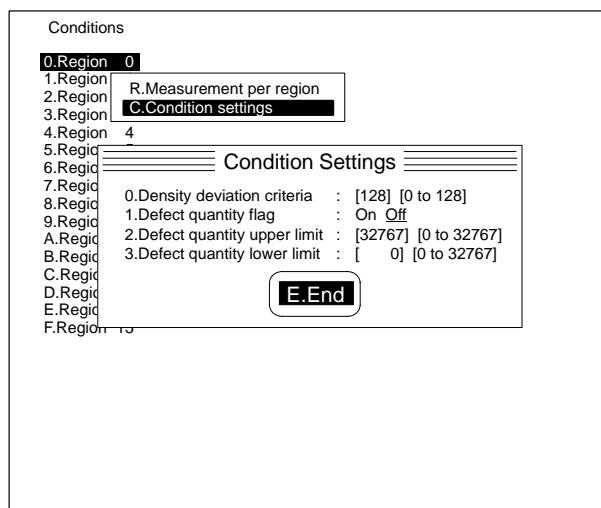 Conditions
0.Region 0
1.Region
R.Measurement per region
2.Region
C.Condition settings
3.Region
4.Region 4
5.Regio
Condition Settings
6.Regio
7.Regio
0.Density deviation criteria : [128] [0 to 128]
8.Regio
1.Defect quantity flag : On Off
9.Regio
2.Defect quantity upper limit : [32767] [0 to 32767]
A.Regio
3.Defect quantity lower limit : [ 0] [0 to 32767]
B.Regio
C.Regio
D.Regio
E.End
E.Regio
F.Region 15